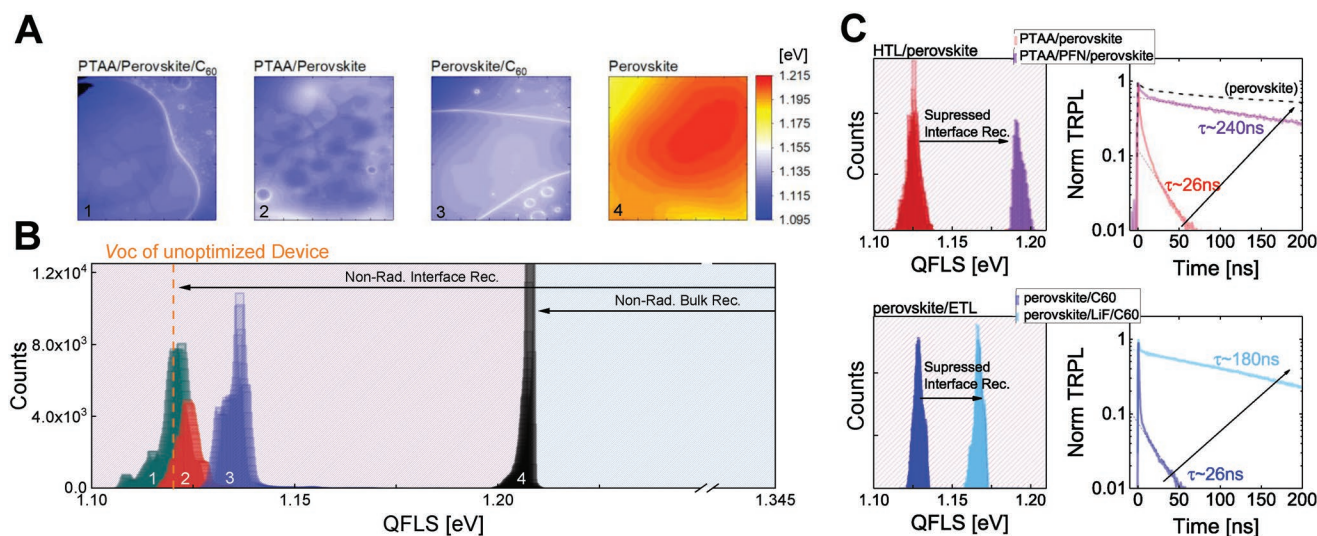 A
PTAA/Perovskite/C60
PTAA/Perovskite
Perovskite/C60
Perovskite
[eV]
1.215
1.195
1.175
1.155
1.135
1.115
1.095
1
2
3
4
B
Voc of unoptimized Device
Non-Rad. Interface Rec.
Non-Rad. Bulk Rec.
1.2x10⁴
8.0x10³
4.0x10³
0.0
Counts
1
2
3
4
1.10
1.15
1.20
1.345
QFLS [eV]
C
HTL/perovskite
PTAA/perovskite
PTAA/PFN/perovskite
Supressed
Interface Rec.
Counts
1.10
1.15
1.20
QFLS [eV]
(perovskite)
τ~240ns
τ~26ns
Norm TRPL
1
0.1
0.01
0
50
100
150
200
Time [ns]
perovskite/ETL
perovskite/C60
perovskite/LiF/C60
Supressed
Interface Rec.
Counts
1.10
1.15
1.20
QFLS [eV]
τ~180ns
τ~26ns
Norm TRPL
1
0.1
0.01
0
50
100
150
200
Time [ns]